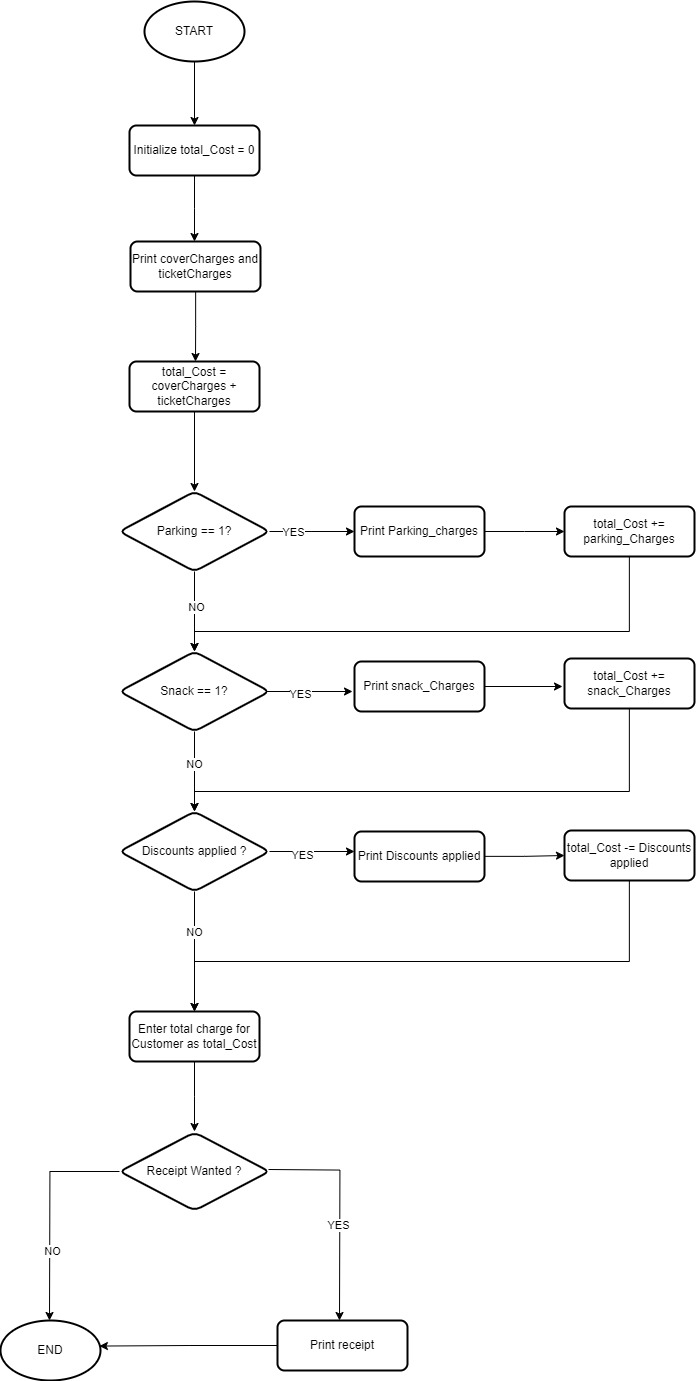 START
Initialize total_Cost = 0
Print coverCharges and
ticketCharges
total_Cost =
coverCharges +
ticketCharges
Parking == 1?
YES
Print Parking_charges
total_Cost +=
parking_Charges
NO
Snack == 1?
YES
Print snack_Charges
total_Cost +=
snack_Charges
NO
Discounts applied ?
YES
Print Discounts applied
total_Cost -= Discounts
applied
NO
Enter total charge for
Customer as total_Cost
Receipt Wanted ?
YES
NO
END
Print receipt